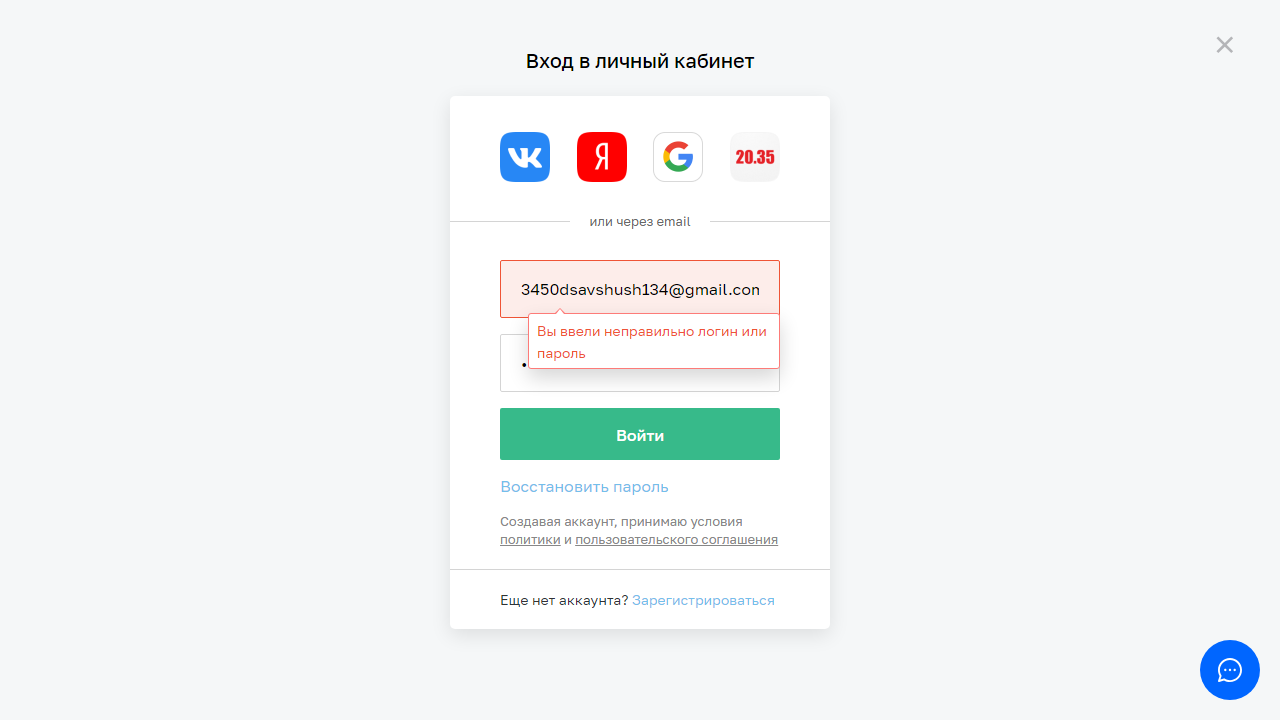 Вход в личный кабинет
20.35
или через email
3450dsavshush134@gmail.com
Вы ввели неправильно логин или
пароль
Войти
Восстановить пароль
Создавая аккаунт, принимаю условия
политики и пользовательского соглашения
Еще нет аккаунта? Зарегистрироваться